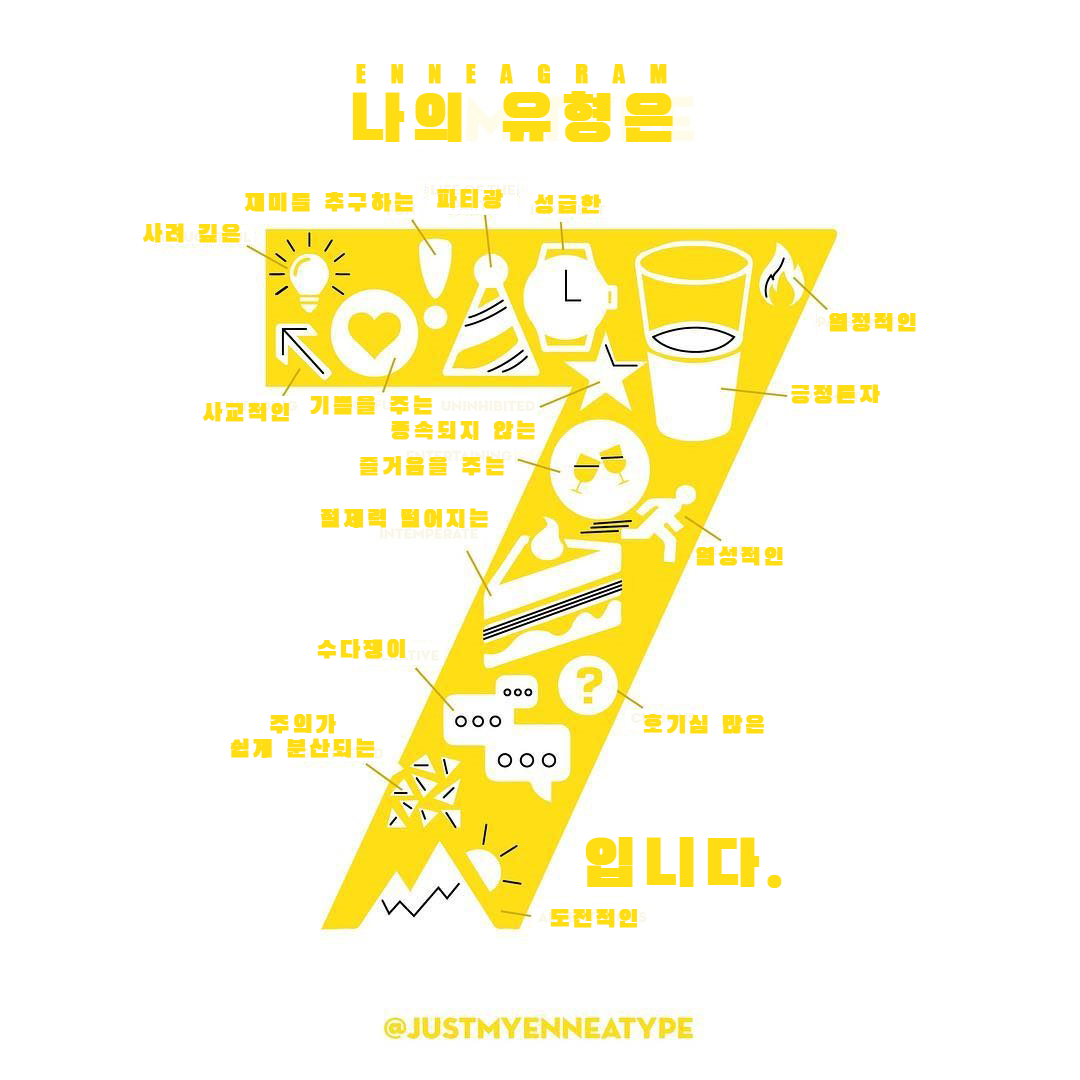 ENNEAGRAM
나의 유형은
재미를 추구하는
파티광
성급한
사려 깊은
열정적인
긍정론자
사교적인
기쁨을 주는
UNINHIBITED
종속되지 않는
즐거움을 주는
절제력 떨어지는
INTEMPERATE
열성적인
수다쟁이
호기심 많은
?
주의가
쉽게 분산되는
입니다.
도전적인
@JUSTMYENNEATYPE